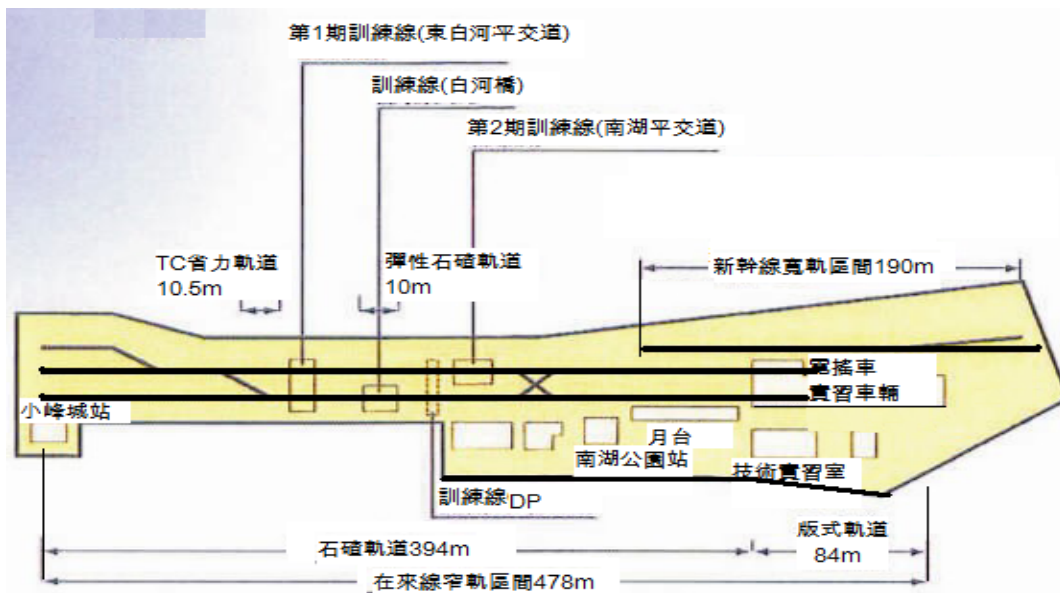 第1期訓練線(東白河平交道)
訓練線(白河橋)
第2期訓練線(南湖平交道)
TC省力軌道
10.5m
彈性石碴軌道
10m
新幹線寬軌區間190m
電搖車
實習車輛
小峰城站
月台
南湖公園站
技術實習室
訓練線DP
版式軌道
84m
石碴軌道394m
在來線窄軌區間478m